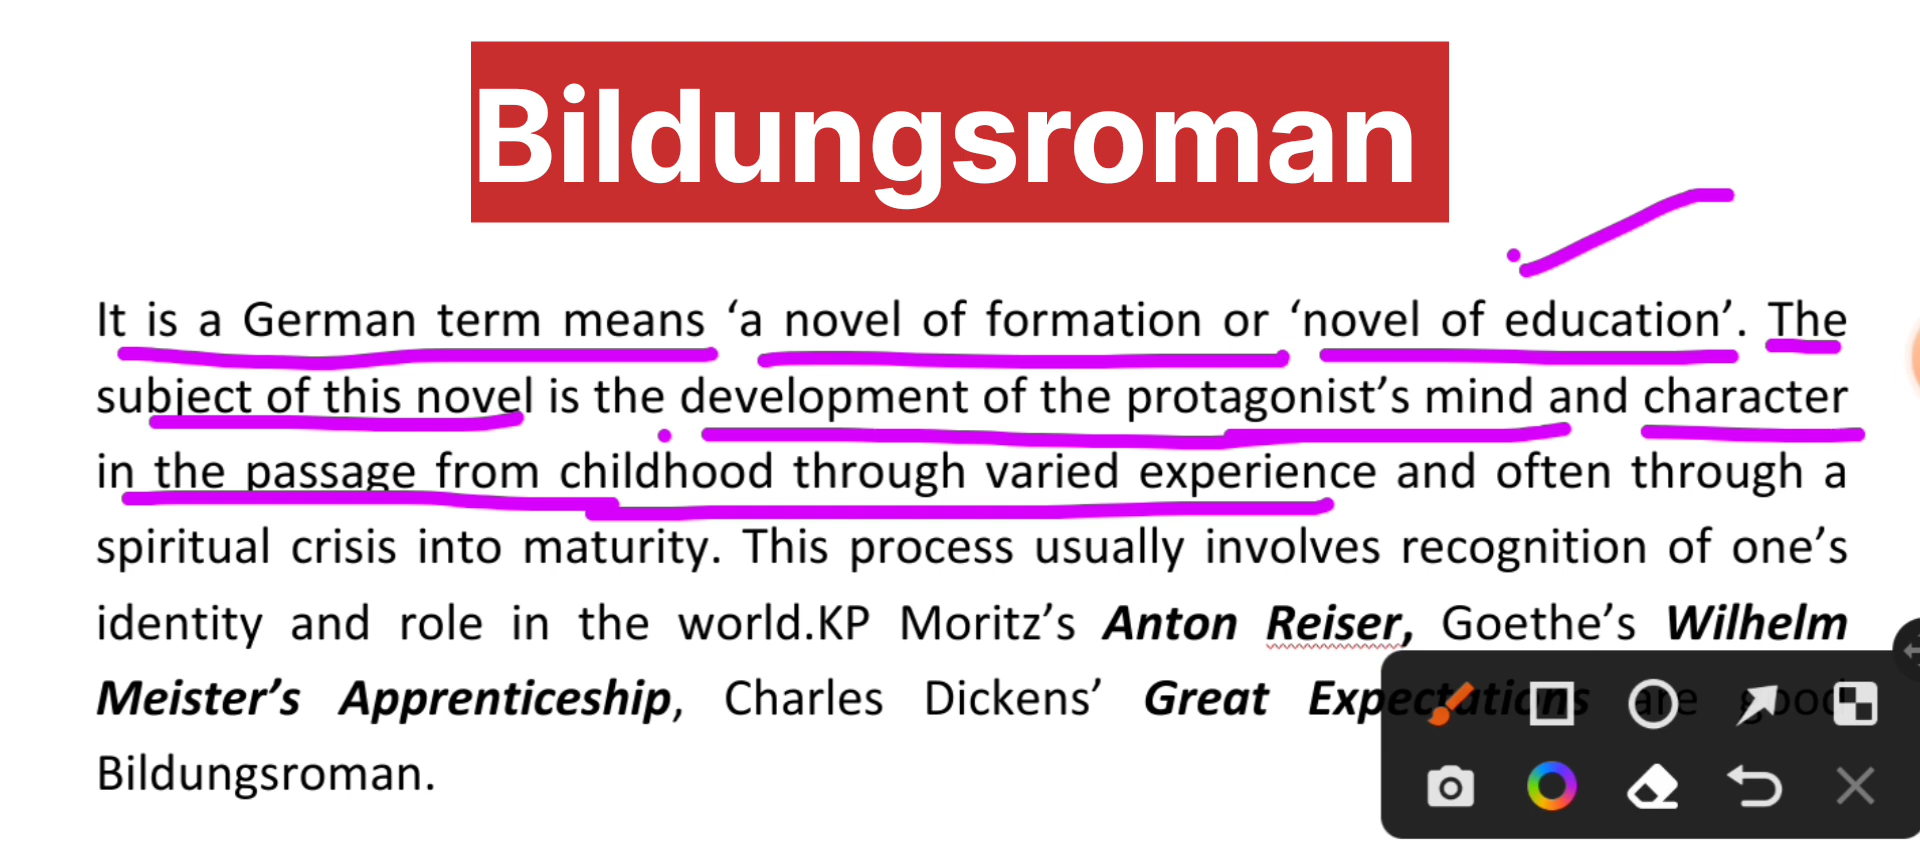 Bildungsroman
It is a German term means ‘a novel of formation or ‘novel of education’. The
subject of this novel is the development of the protagonist’s mind and character
in the passage from childhood through varied experience and often through a
spiritual crisis into maturity. This process usually involves recognition of one’s
identity and role in the world.KP Moritz’s Anton Reiser, Goethe’s Wilhelm
Meister’s Apprenticeship, Charles Dickens’ Great Expectations are good
Bildungsroman.